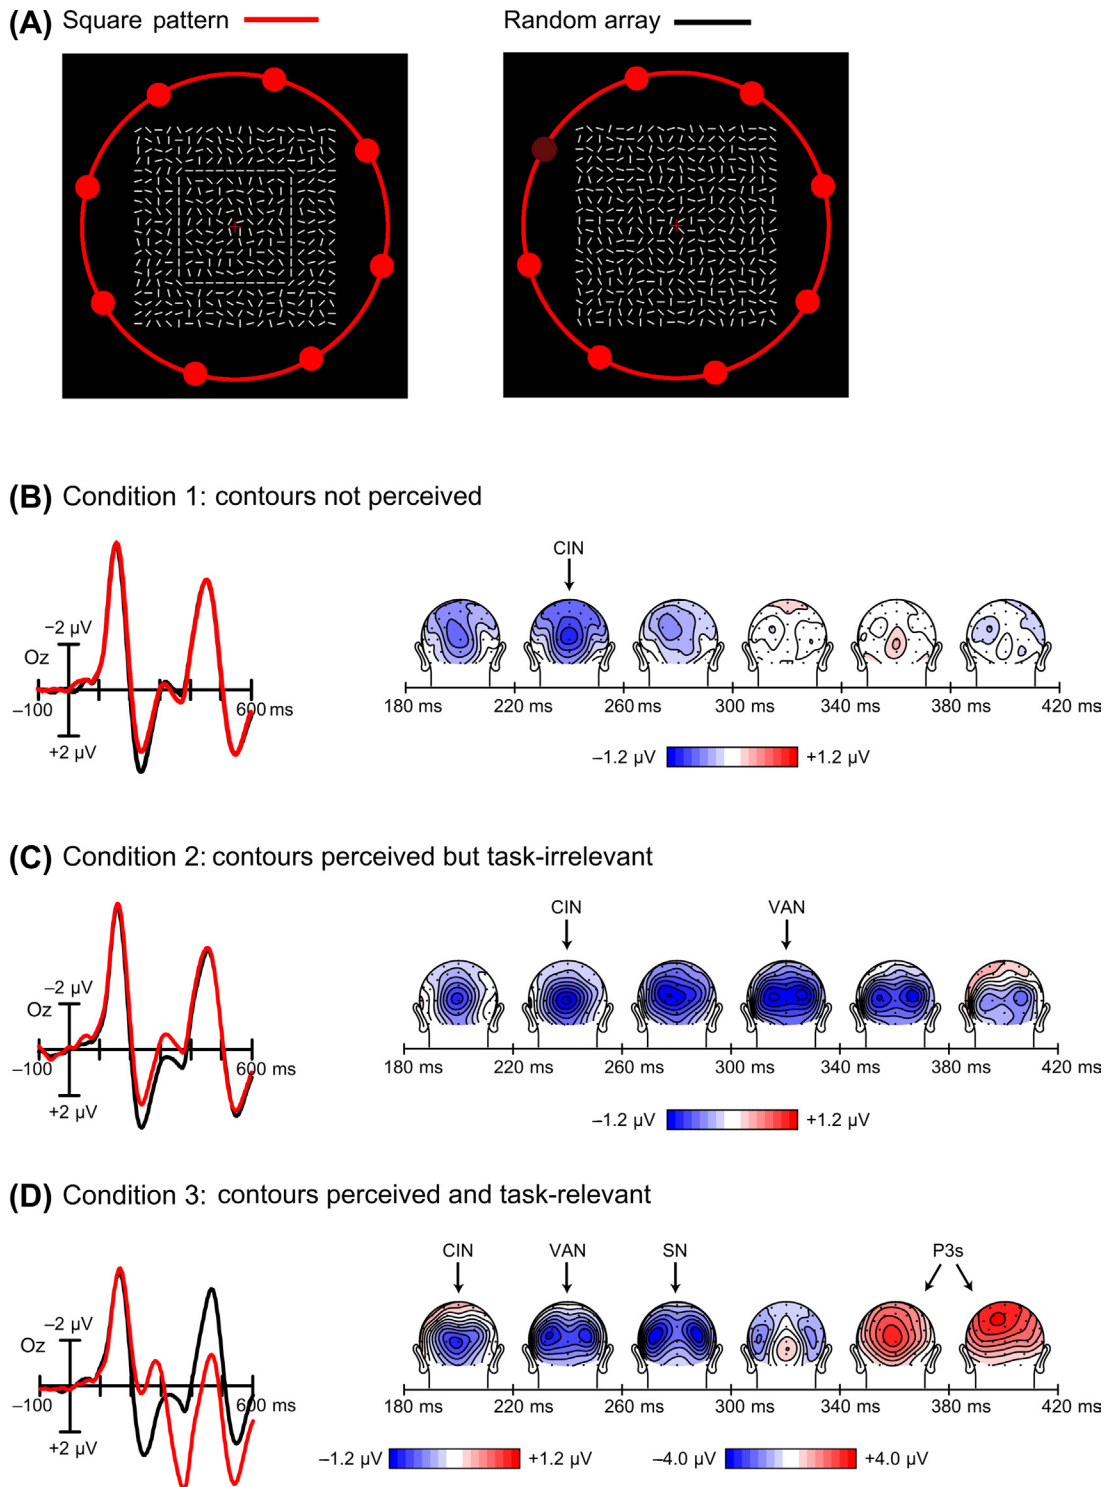 (A) Square pattern
Random array
(B) Condition 1: contours not perceived
CIN
–2 µV
Oz
–100
600 ms
+2 µV
180 ms 220 ms 260 ms 300 ms 340 ms 380 ms 420 ms
–1.2 µV +1.2 µV
(C) Condition 2: contours perceived but task-irrelevant
CIN VAN
–2 µV
Oz
–100
600 ms
+2 µV
180 ms 220 ms 260 ms 300 ms 340 ms 380 ms 420 ms
–1.2 µV +1.2 µV
(D) Condition 3: contours perceived and task-relevant
CIN VAN SN P3s
–2 µV
Oz
–100
600 ms
+2 µV
180 ms 220 ms 260 ms 300 ms 340 ms 380 ms 420 ms
–1.2 µV +1.2 µV –4.0 µV +4.0 µV